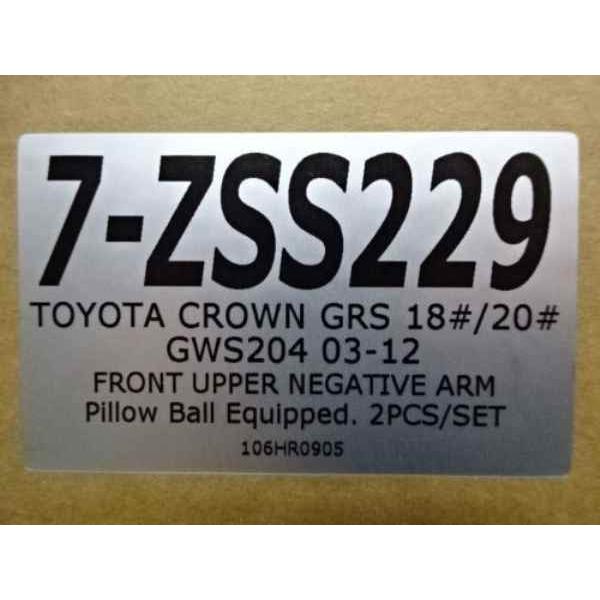 7-ZSS229
TOYOTA CROWN GRS 18#/20#
GWS204 03-12
FRONT UPPER NEGATIVE ARM
Pillow Ball Equipped. 2PCS/SET
106HR0905